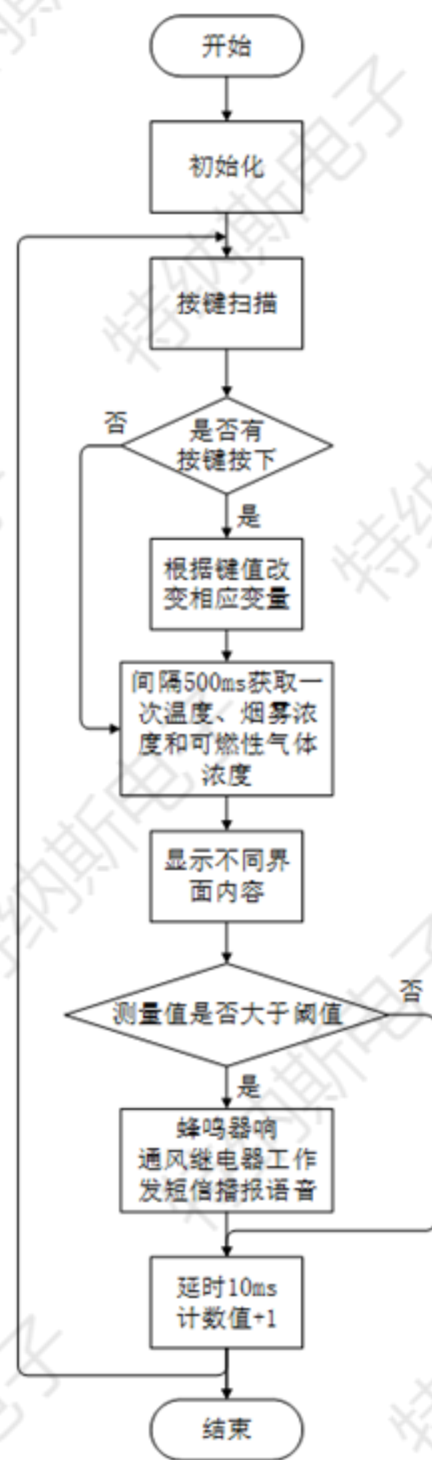 开始
初始化
按键扫描
是否有
按键按下
否
是
根据键值改
变相应变量
间隔500ms获取一
次温度、烟雾浓
度和可燃性气体
浓度
显示不同界
面内容
测量值是否大于阈值
否
是
蜂鸣器响
通风继电器工作
发短信播报语音
延时10ms
计数值+1
结束
特纳斯电子